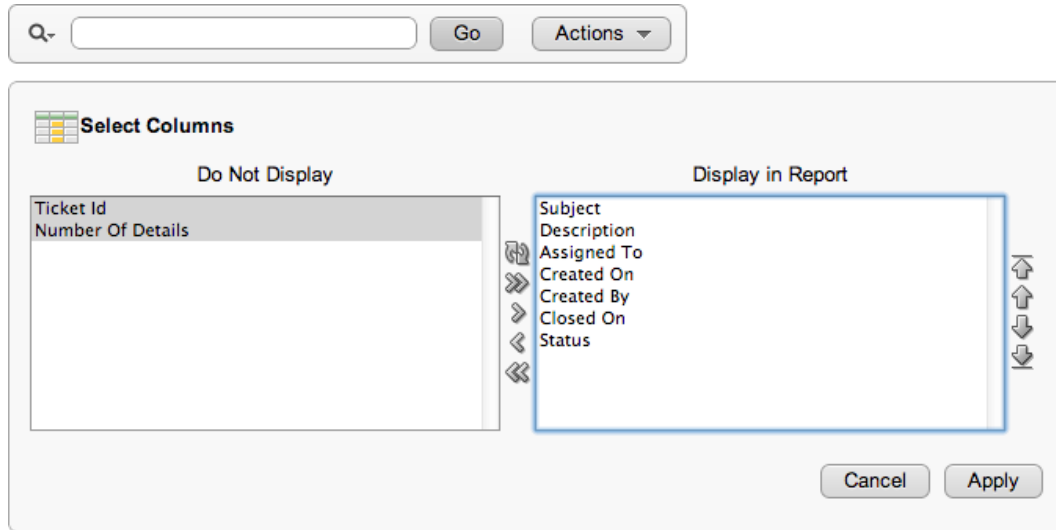 Go
Actions
Select Columns
Do Not Display
Display in Report
Ticket Id
Number Of Details
Subject
Description
Assigned To
Created On
Created By
Closed On
Status
Cancel
Apply